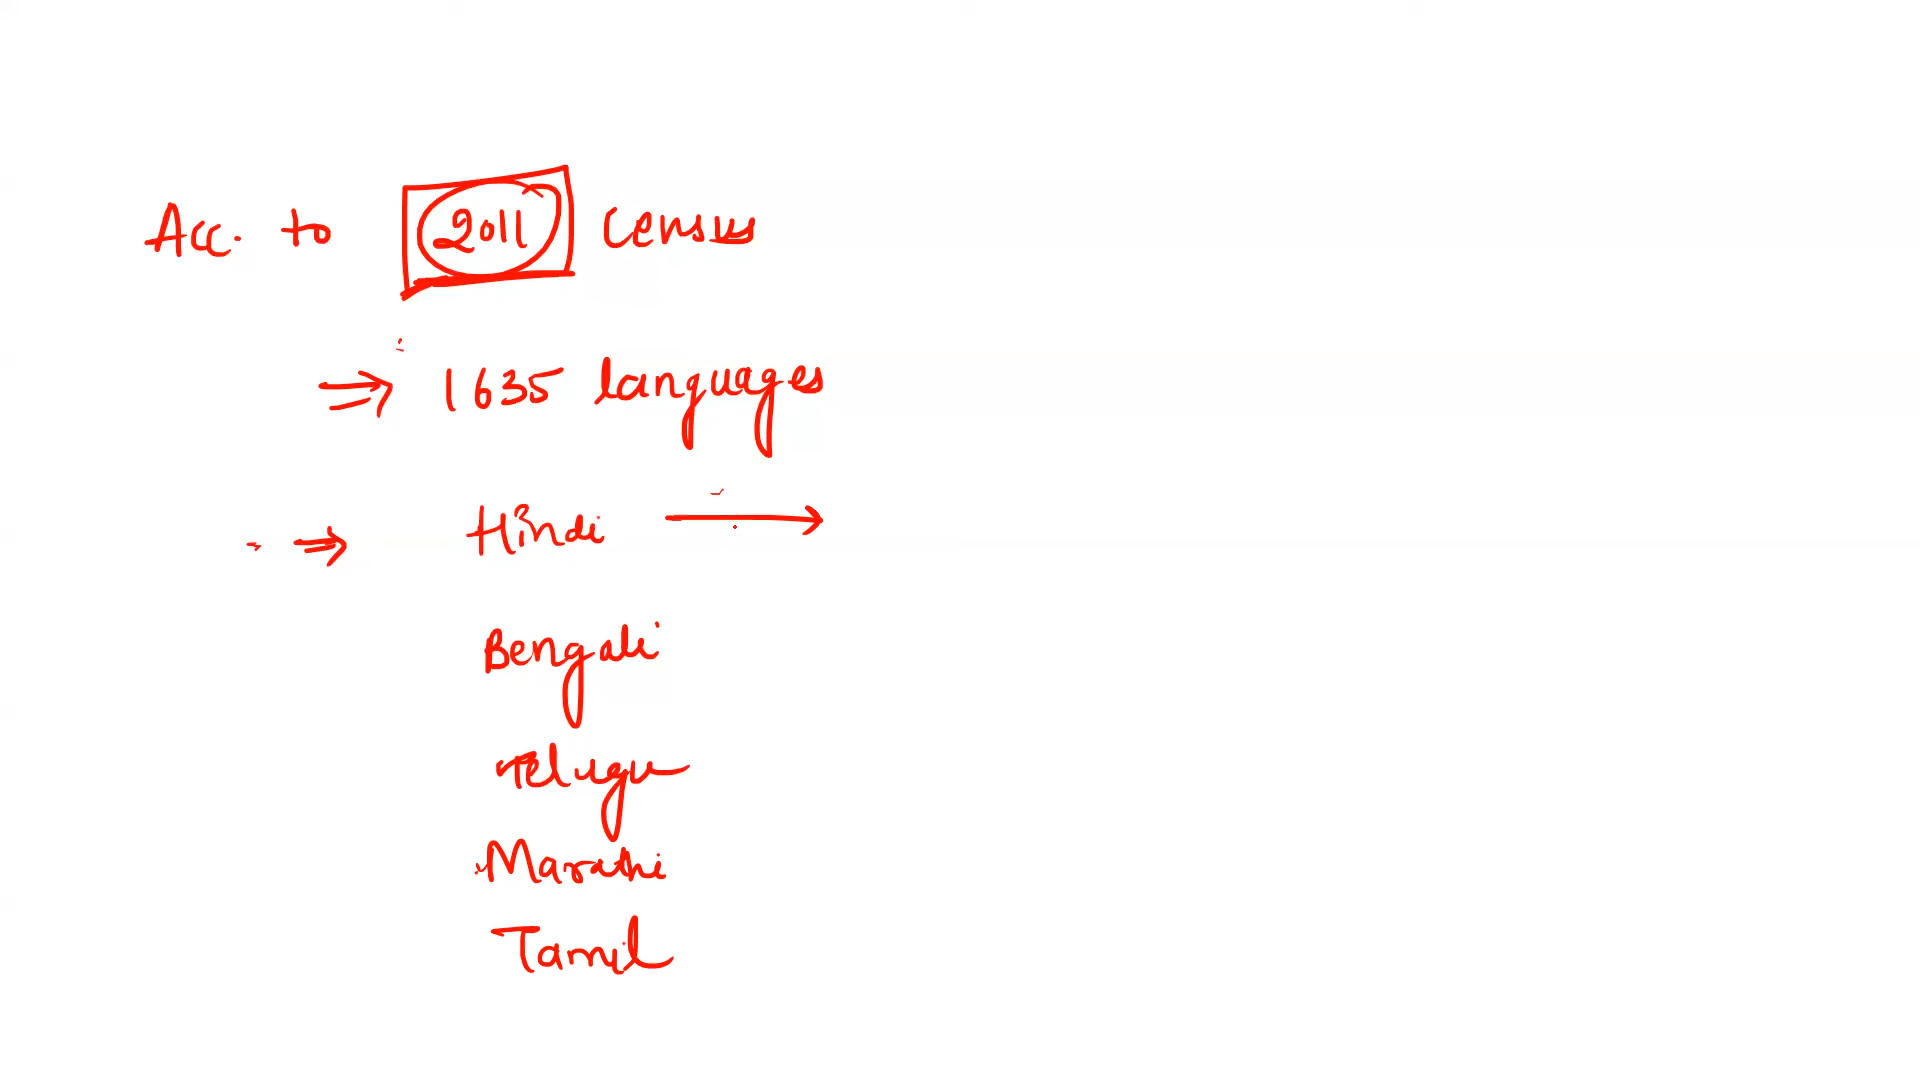 Acc. to 2011 Census
⇒ 1635 languages
⇒ Hindi →
Bengali
Telugu
Marathi
Tamil